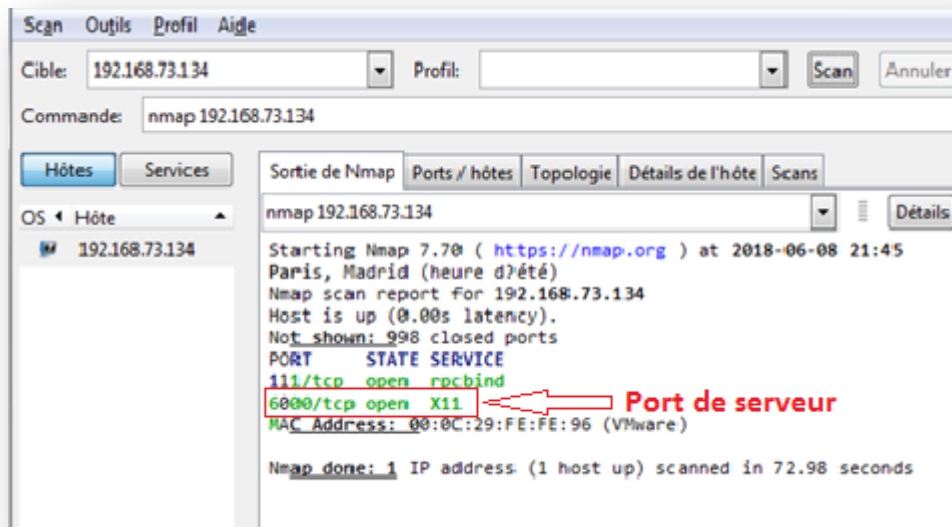 Scan Outils Profil Aide
Cible: 192.168.73.134 Profil: Scan Annuler
Commande: nmap 192.168.73.134
Hôtes Services
Sortie de Nmap Ports / hôtes Topologie Détails de l'hôte Scans
OS Hôte
nmap 192.168.73.134 Détails
192.168.73.134
Starting Nmap 7.70 ( https://nmap.org ) at 2018-06-08 21:45
Paris, Madrid (heure d?été)
Nmap scan report for 192.168.73.134
Host is up (0.00s latency).
Not shown: 998 closed ports
PORT STATE SERVICE
111/tcp open rpcbind
6000/tcp open X11
Port de serveur
MAC Address: 00:0C:29:FE:FE:96 (VMware)
Nmap done: 1 IP address (1 host up) scanned in 72.98 seconds